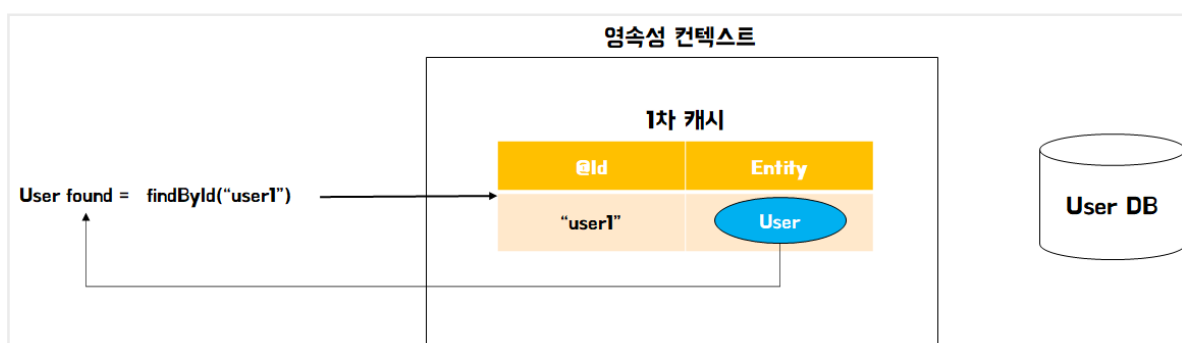 영속성 컨텍스트
1차 캐시
@Id Entity
User found = findById("user1")
"user1" User
User DB